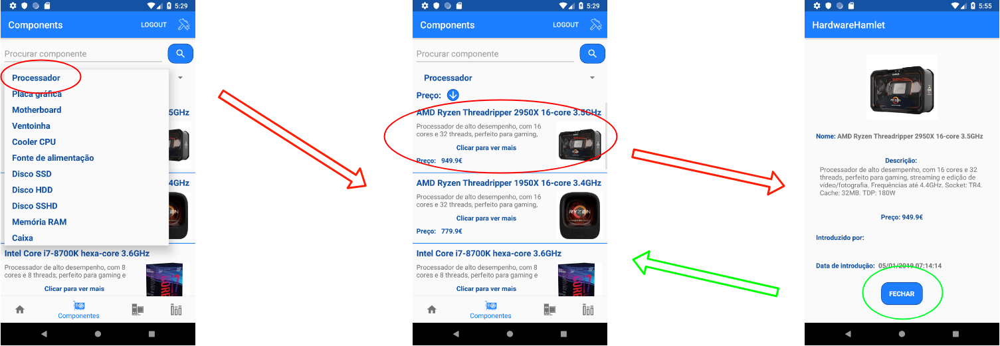 5:29
Components
LOGOUT
Procurar componente
Processador
Placa gráfica
Motherboard
Ventoinha
Cooler CPU
Fonte de alimentação
Disco SSD
Disco HDD
Disco SSHD
Memória RAM
Caixa
5GHz
4GHz
Intel Core i7-8700K hexa-core 3.6GHz
Processador de alto desempenho, com 8
cores e 8 threads, perfeito para gaming e
Clicar para ver mais
Componentes
5:29
Components
LOGOUT
Procurar componente
Processador
Preço:
AMD Ryzen Threadripper 2950X 16-core 3.5GHz
Processador de alto desempenho, com 16
cores e 32 threads, perfeito para gaming,
Clicar para ver mais
Preço: 949.9€
AMD Ryzen Threadripper 1950X 16-core 3.4GHz
Processador de alto desempenho, com 16
cores e 32 threads, perfeito para gaming,
Clicar para ver mais
Preço: 779.9€
RYZEN
Intel Core i7-8700K hexa-core 3.6GHz
Processador de alto desempenho, com 8
cores e 8 threads, perfeito para gaming e
Clicar para ver mais
Componentes
5:55
HardwareHamlet
RYZEN
Nome: AMD Ryzen Threadripper 2950X 16-core 3.5GHz
Descrição:
Processador de alto desempenho, com 16 cores e 32
threads, perfeito para gaming, streaming e edição de
vídeo/fotografia. Frequências até 4.4GHz. Socket: TR4.
Cache: 32MB. TDP: 180W
Preço: 949.9€
Introduzido por:
Data de introdução: 05/01/2019 07:14:14
FECHAR